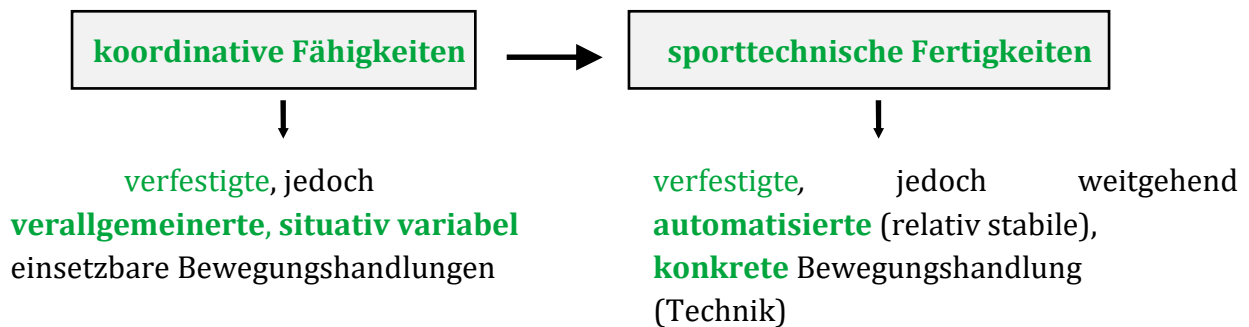 koordinative Fähigkeiten
sporttechnische Fertigkeiten
verfestigte, jedoch
verallgemeinerte, situativ variabel
einsetzbare Bewegungshandlungen
verfestigte, jedoch weitgehend
automatisierte (relativ stabile),
konkrete Bewegungshandlung
(Technik)